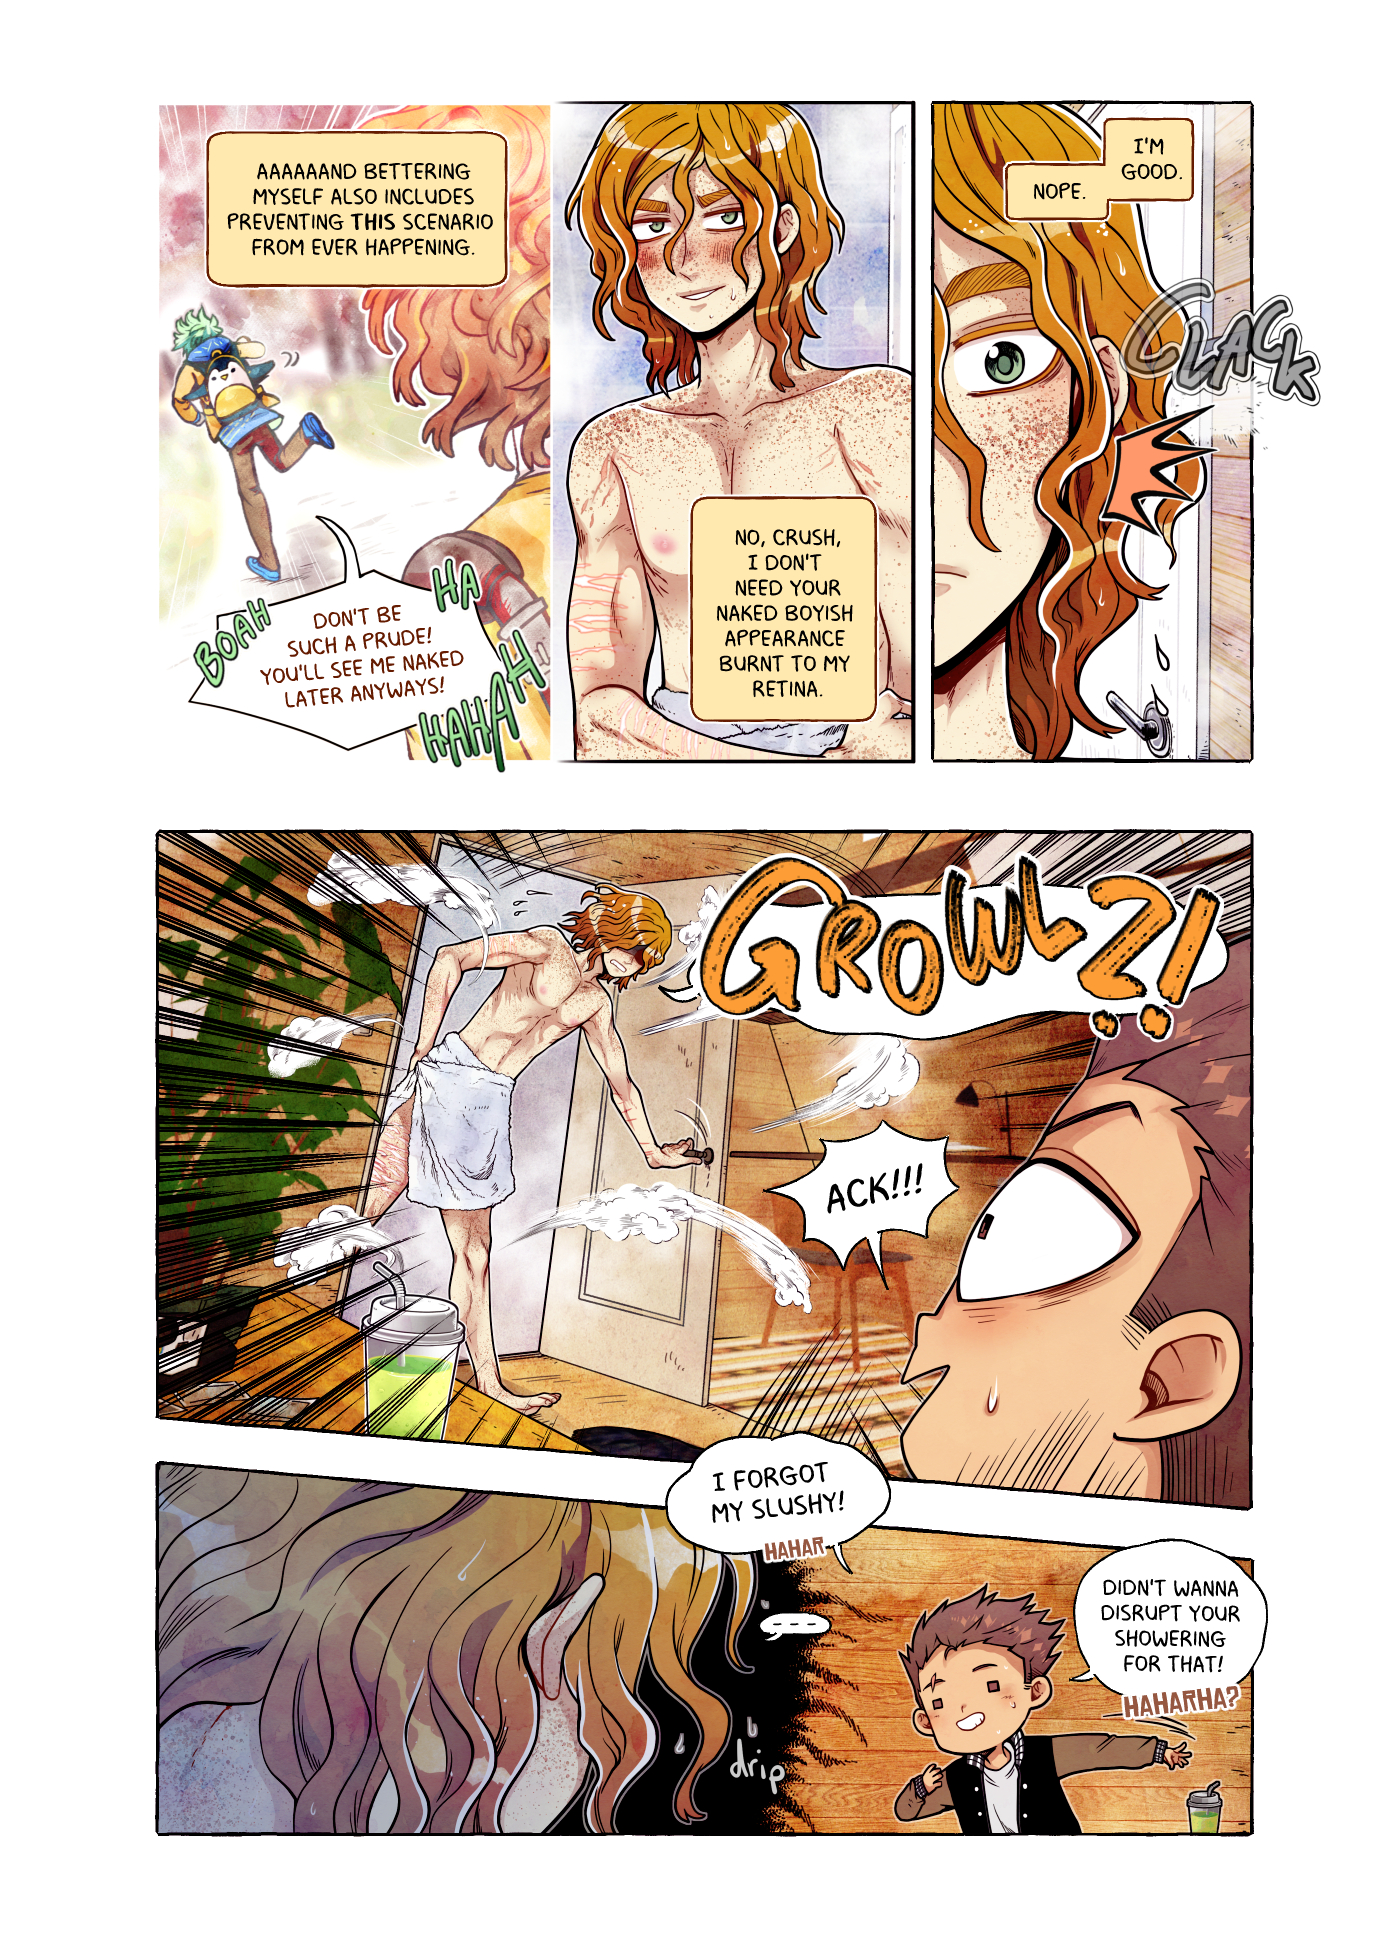 AAAAAAND BETTERING
MYSELF ALSO INCLUDES
PREVENTING THIS SCENARIO
FROM EVER HAPPENING.
BOAH
HA
HAHAH
DON'T BE
SUCH A PRUDE!
YOU'LL SEE ME NAKED
LATER ANYWAYS!
NO, CRUSH,
I DON'T
NEED YOUR
NAKED BOYISH
APPEARANCE
BURNT TO MY
RETINA.
NOPE.
I'M
GOOD.
CLACK
GROWL?!
ACK!!!
I FORGOT
MY SLUSHY!
HAHAR
----
drip
DIDN'T WANNA
DISRUPT YOUR
SHOWERING
FOR THAT!
HAHARHA?